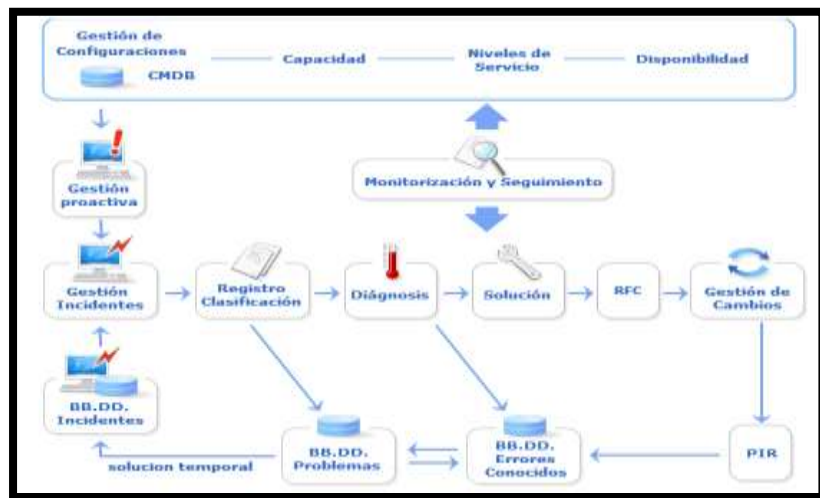 Gestión de
Configuraciones
CMDB
Capacidad
Niveles de
Servicio
Disponibilidad
Gestión
proactiva
Monitorización y Seguimiento
Gestión
Incidentes
Registro
Clasificación
Diágnosis
Solución
RFC
Gestión de
Cambios
BB.DD.
Incidentes
solucion temporal
BB.DD.
Problemas
BB.DD.
Errores
Conocidos
PIR